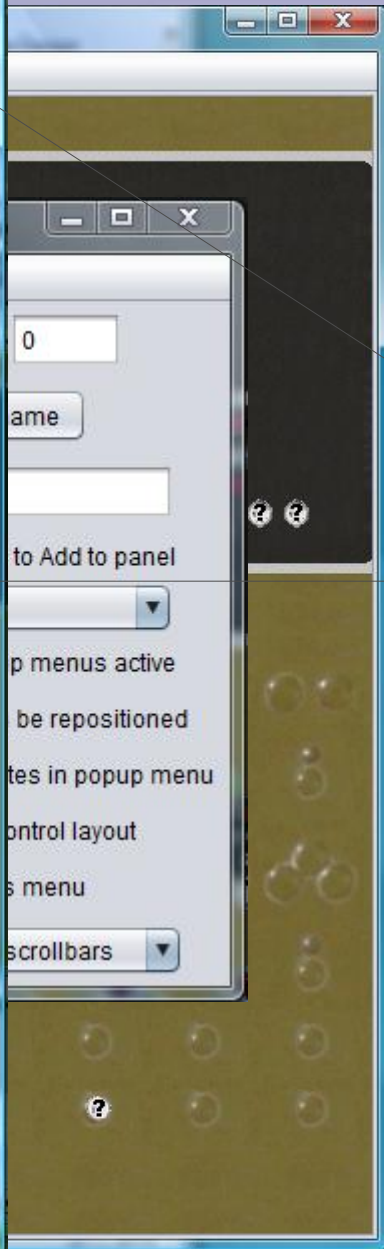 0
ame
to Add to panel
p menus active
be repositioned
tes in popup menu
ontrol layout
s menu
scrollbars
?
?
?